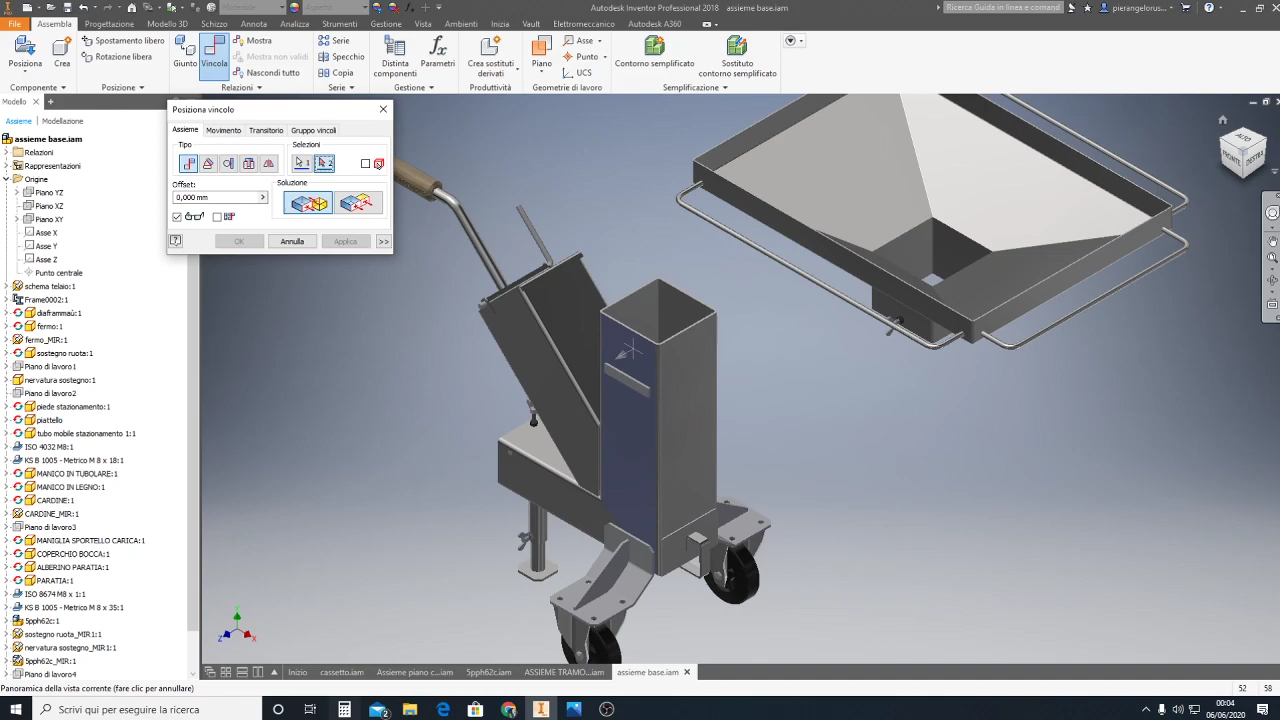 Materiale
Aspetto
Autodesk Inventor Professional 2018
assieme base.iam
Ricerca Guida in linea e command
pierangelorus...
File
Assembla
Progettazione
Modello 3D
Schizzo
Annota
Analizza
Strumenti
Gestione
Vista
Ambienti
Inizia
Vault
Elettromeccanico
Autodesk A360
Posiziona
Crea
Spostamento libero
Rotazione libera
Giunto
Vincola
Mostra
Mostra non validi
Nascondi tutto
Serie
Specchio
Copia
Distinta componenti
Parametri
Crea sostituti derivati
Piano
Asse
Punto
UCS
Contorno semplificato
Sostituto contorno semplificato
Componente
Posizione
Relazioni
Serie
Gestione
Produttività
Geometrie di lavoro
Semplificazione
Modello
Assieme
Modellazione
assieme base.iam
Relazioni
Rappresentazioni
Origine
Piano YZ
Piano XZ
Piano XY
Asse X
Asse Y
Asse Z
Punto centrale
schema telaio:1
Frame0002:1
diaframmaù:1
fermo:1
fermo_MIR:1
sostegno ruota:1
Piano di lavoro1
nervatura sostegno:1
Piano di lavoro2
piede stazionamento:1
piattello
tubo mobile stazionamento 1:1
ISO 4032 M8:1
KS B 1005 - Metrico M 8 x 18:1
MANICO IN TUBOLARE:1
MANICO IN LEGNO:1
CARDINE:1
CARDINE_MIR:1
Piano di lavoro3
MANIGLIA SPORTELLO CARICA:1
COPERCHIO BOCCA:1
ALBERINO PARATIA:1
PARATIA:1
ISO 8674 M8 x 1:1
KS B 1005 - Metrico M 8 x 35:1
5pph62c:1
sostegno ruota_MIR1:1
nervatura sostegno_MIR1:1
5pph62c_MIR:1
Piano di lavoro4
Posiziona vincolo
Assieme
Movimento
Transitorio
Gruppo vincoli
Tipo
Selezioni
1
2
Offset:
0,000 mm
Soluzione
OK
Annulla
Applica
>>
ALTO
FRONTE
DESTRA
Y
Z
X
Inizio
cassetto.iam
Assieme piano c...iam
5pph62c.iam
ASSIEME TRAMO...iam
assieme base.iam
Panoramica della vista corrente (fare clic per annullare)
52
58
Scrivi qui per eseguire la ricerca
00:04
06/06/2020